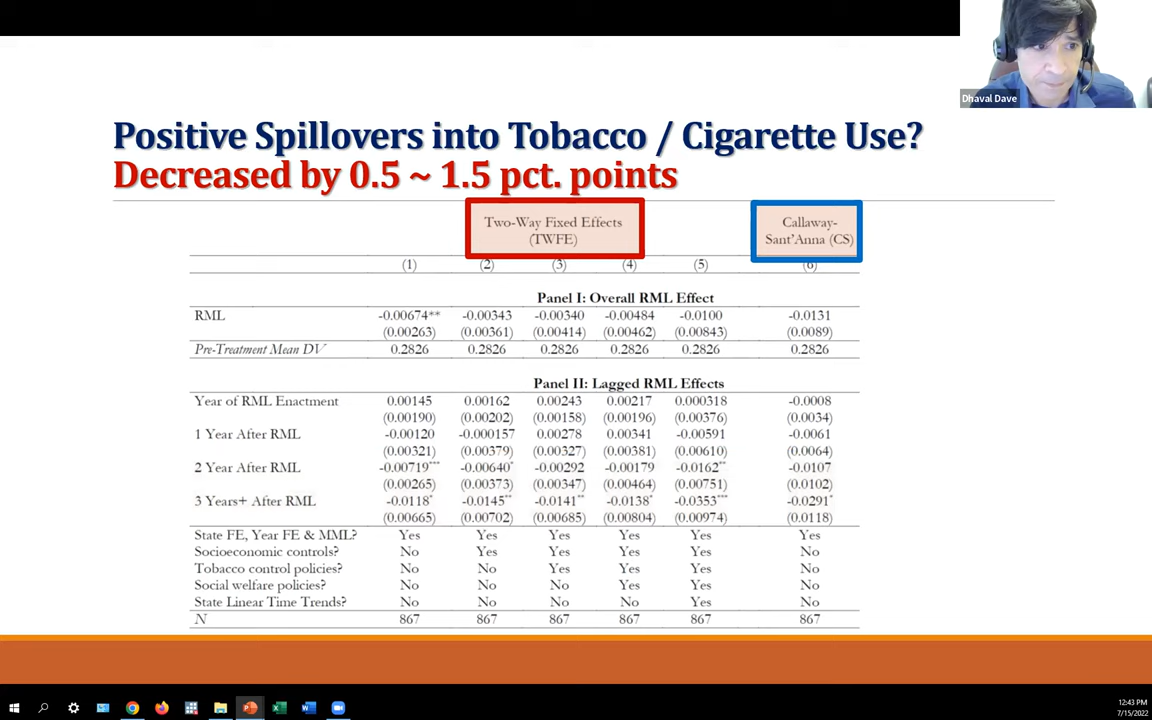 Dhaval Dave
Positive Spillovers into Tobacco / Cigarette Use?
Decreased by 0.5 ~ 1.5 pct. points
Two-Way Fixed Effects
(TWFE)
Callaway-
Sant'Anna (CS)
(1) (2) (3) (4) (5) (6)
Panel I: Overall RML Effect
RML -0.00674** -0.00343 -0.00340 -0.00484 -0.0100 -0.0131
(0.00263) (0.00361) (0.00414) (0.00462) (0.00843) (0.0089)
Pre-Treatment Mean DV 0.2826 0.2826 0.2826 0.2826 0.2826 0.2826
Panel II: Lagged RML Effects
Year of RML Enactment 0.00145 0.00162 0.00243 0.00217 0.000318 -0.0008
(0.00190) (0.00202) (0.00158) (0.00196) (0.00376) (0.0034)
1 Year After RML -0.00120 -0.000157 0.00278 0.00341 -0.00591 -0.0061
(0.00321) (0.00379) (0.00327) (0.00381) (0.00610) (0.0064)
2 Year After RML -0.00719*** -0.00640* -0.00292 -0.00179 -0.0162** -0.0107
(0.00265) (0.00373) (0.00347) (0.00464) (0.00751) (0.0102)
3 Years+ After RML -0.0118* -0.0145** -0.0141** -0.0138* -0.0353*** -0.0291*
(0.00665) (0.00702) (0.00685) (0.00804) (0.00974) (0.0118)
State FE, Year FE & MML? Yes Yes Yes Yes Yes Yes
Socioeconomic controls? No Yes Yes Yes Yes No
Tobacco control policies? No No Yes Yes Yes No
Social welfare policies? No No No Yes Yes No
State Linear Time Trends? No No No No Yes No
N 867 867 867 867 867 867
12:43 PM
7/15/2022